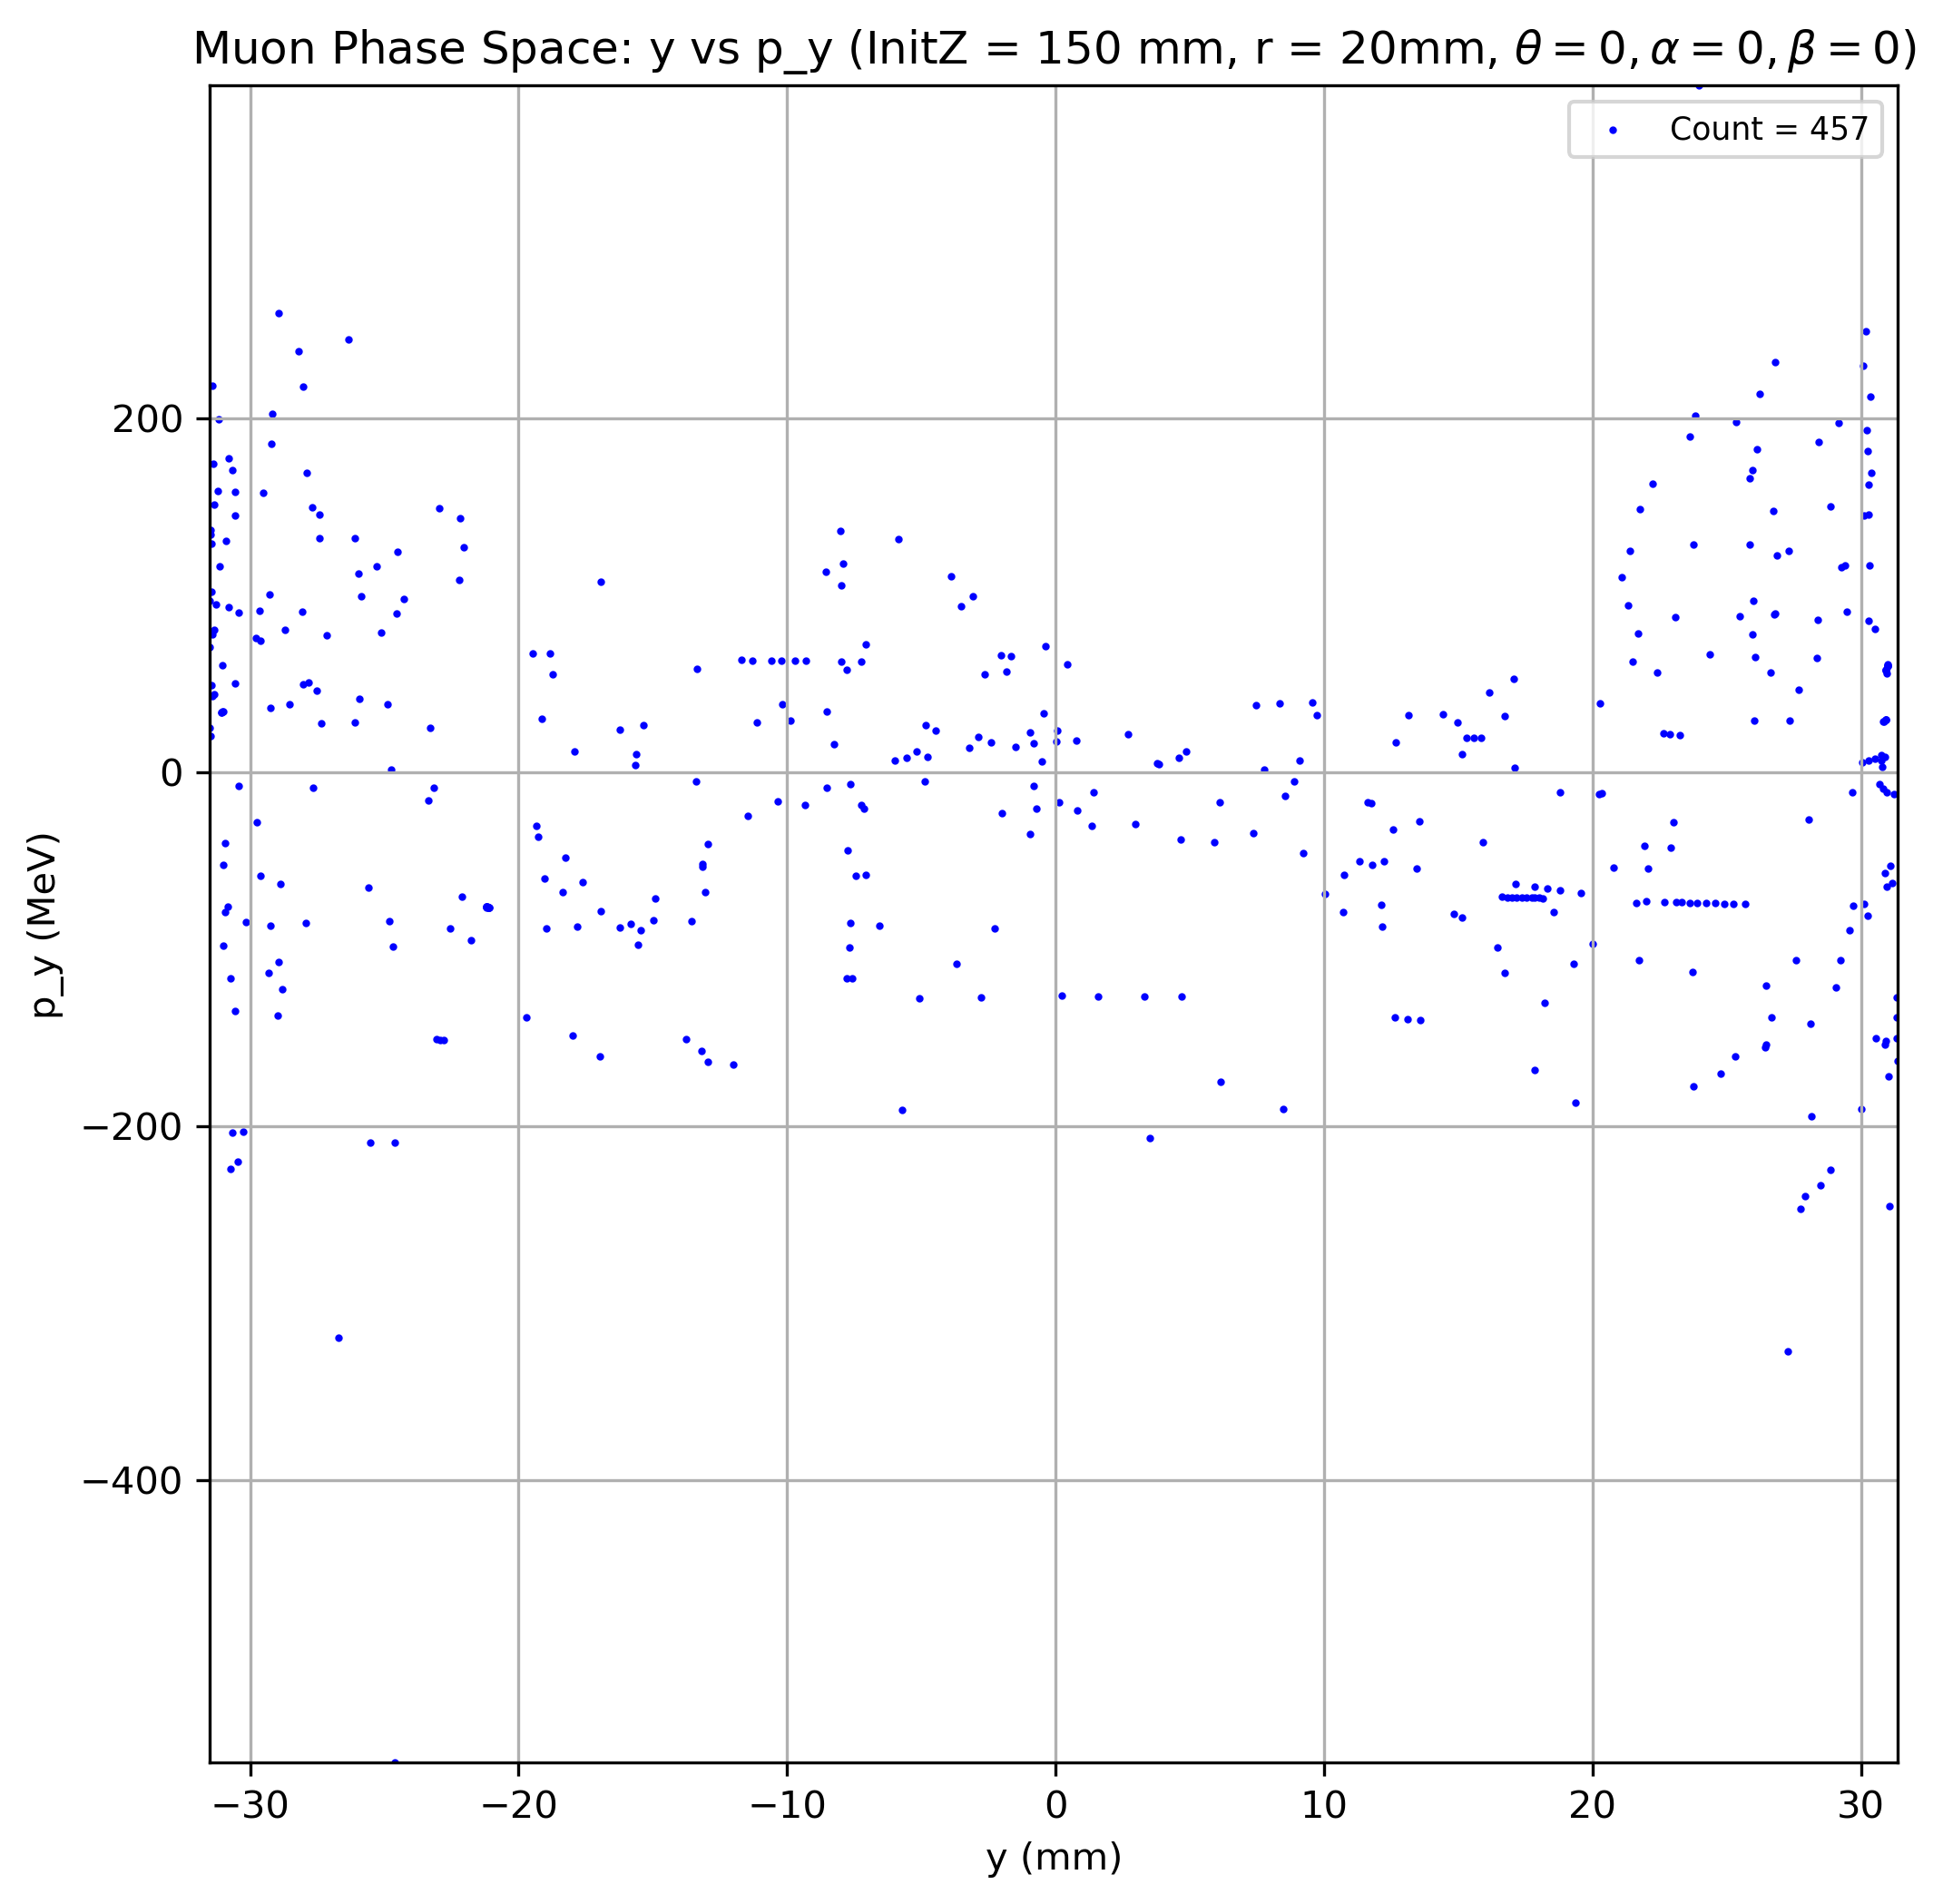 Muon Phase Space: y vs p_y (InitZ = 150 mm, r = 20mm, θ = 0, α = 0, β = 0)
Count = 457
200
0
−200
−400
p_y (MeV)
−30 −20 −10 0 10 20 30
y (mm)